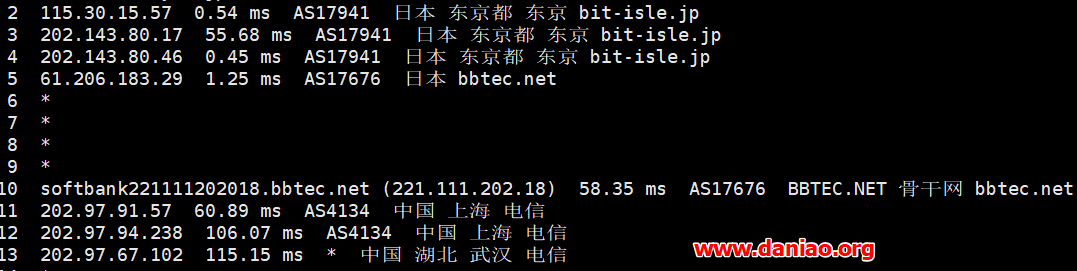 2 115.30.15.57 0.54 ms AS17941 日本 东京都 东京 bit-isle.jp
3 202.143.80.17 55.68 ms AS17941 日本 东京都 东京 bit-isle.jp
4 202.143.80.46 0.45 ms AS17941 日本 东京都 东京 bit-isle.jp
5 61.206.183.29 1.25 ms AS17676 日本 bbtec.net
6 *
7 *
8 *
9 *
10 softbank221111202018.bbtec.net (221.111.202.18) 58.35 ms AS17676 BBTEC.NET 骨干网 bbtec.net
11 202.97.91.57 60.89 ms AS4134 中国 上海 电信
12 202.97.94.238 106.07 ms AS4134 中国 上海 电信
13 202.97.67.102 115.15 ms * 中国 湖北 武汉 电信
www.daniao.org